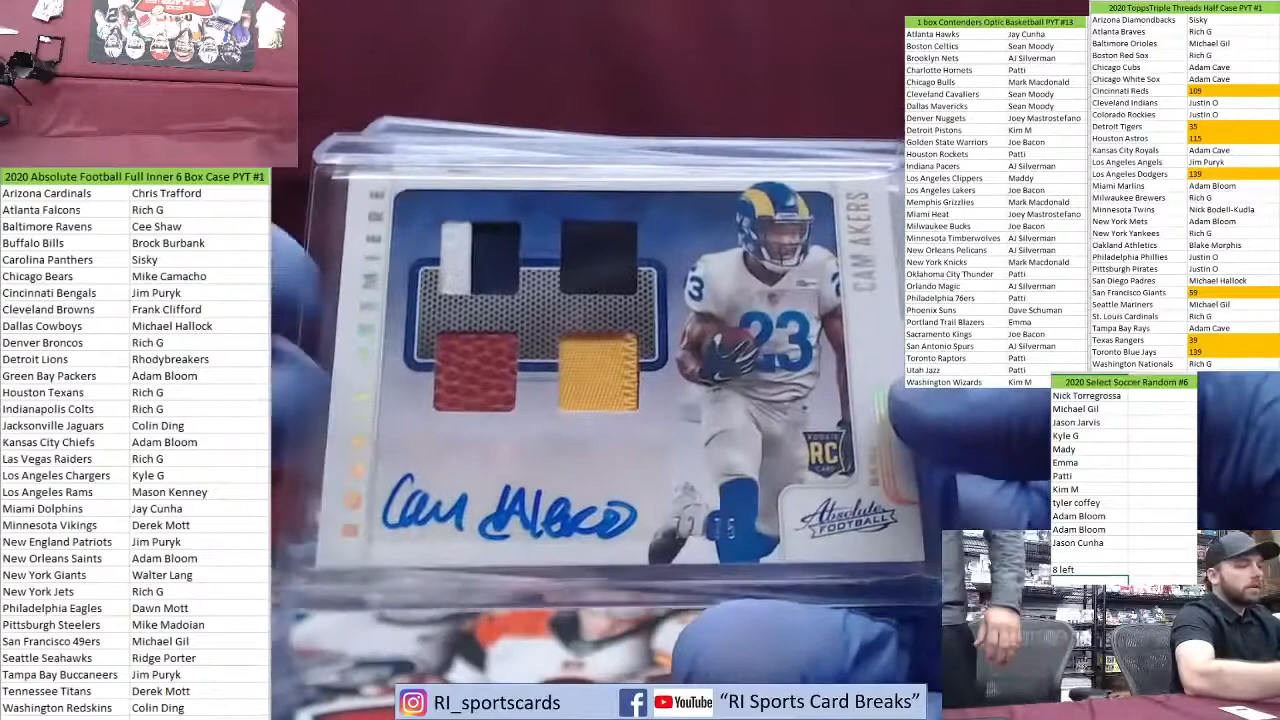 2020 Absolute Football Full Inner 6 Box Case PYT #1
Arizona Cardinals Chris Trafford
Atlanta Falcons Rich G
Baltimore Ravens Cee Shaw
Buffalo Bills Brock Burbank
Carolina Panthers Sisky
Chicago Bears Mike Camacho
Cincinnati Bengals Jim Puryk
Cleveland Browns Frank Clifford
Dallas Cowboys Michael Hallock
Denver Broncos Rich G
Detroit Lions Rhodybreakers
Green Bay Packers Adam Bloom
Houston Texans Rich G
Indianapolis Colts Rich G
Jacksonville Jaguars Colin Ding
Kansas City Chiefs Adam Bloom
Las Vegas Raiders Rich G
Los Angeles Chargers Kyle G
Los Angeles Rams Mason Kenney
Miami Dolphins Jay Cunha
Minnesota Vikings Derek Mott
New England Patriots Jim Puryk
New Orleans Saints Adam Bloom
New York Giants Walter Lang
New York Jets Rich G
Philadelphia Eagles Dawn Mott
Pittsburgh Steelers Mike Madoian
San Francisco 49ers Michael Gil
Seattle Seahawks Ridge Porter
Tampa Bay Buccaneers Jim Puryk
Tennessee Titans Derek Mott
Washington Redskins Colin Ding
CAM AKERS
23
3
RC
Absolute
FOOTBALL
RI_sportscards
YouTube
“RI Sports Card Breaks”
1 box Contenders Optic Basketball PYT #13
Atlanta Hawks Jay Cunha
Boston Celtics Sean Moody
Brooklyn Nets AJ Silverman
Charlotte Hornets Patti
Chicago Bulls Mark Macdonald
Cleveland Cavaliers Sean Moody
Dallas Mavericks Sean Moody
Denver Nuggets Joey Mastrostefano
Detroit Pistons Kim M
Golden State Warriors Joe Bacon
Houston Rockets Patti
Indiana Pacers AJ Silverman
Los Angeles Clippers Maddy
Los Angeles Lakers Joe Bacon
Memphis Grizzlies Mark Macdonald
Miami Heat Joey Mastrostefano
Milwaukee Bucks Joe Bacon
Minnesota Timberwolves AJ Silverman
New Orleans Pelicans AJ Silverman
New York Knicks Mark Macdonald
Oklahoma City Thunder Patti
Orlando Magic AJ Silverman
Philadelphia 76ers Patti
Phoenix Suns Dave Schuman
Portland Trail Blazers Emma
Sacramento Kings Joe Bacon
San Antonio Spurs AJ Silverman
Toronto Raptors Patti
Utah Jazz Patti
Washington Wizards Kim M
2020 ToppsTriple Threads Half Case PYT #1
Arizona Diamondbacks Sisky
Atlanta Braves Rich G
Baltimore Orioles Michael Gil
Boston Red Sox Rich G
Chicago Cubs Adam Cave
Chicago White Sox Adam Cave
Cincinnati Reds 109
Cleveland Indians Justin O
Colorado Rockies Justin O
Detroit Tigers 35
Houston Astros 115
Kansas City Royals Adam Cave
Los Angeles Angels Jim Puryk
Los Angeles Dodgers 139
Miami Marlins Adam Bloom
Milwaukee Brewers Rich G
Minnesota Twins Nick Bodell-Kudla
New York Mets Adam Bloom
New York Yankees Rich G
Oakland Athletics Blake Morphis
Philadelphia Phillies Justin O
Pittsburgh Pirates Justin O
San Diego Padres Michael Hallock
San Francisco Giants 59
Seattle Mariners Michael Gil
St. Louis Cardinals Rich G
Tampa Bay Rays Adam Cave
Texas Rangers 39
Toronto Blue Jays 139
Washington Nationals Rich G
2020 Select Soccer Random #6
Nick Torregrossa
Michael Gil
Jason Jarvis
Kyle G
Mady
Emma
Patti
Kim M
tyler coffey
Adam Bloom
Adam Bloom
Jason Cunha
8 left